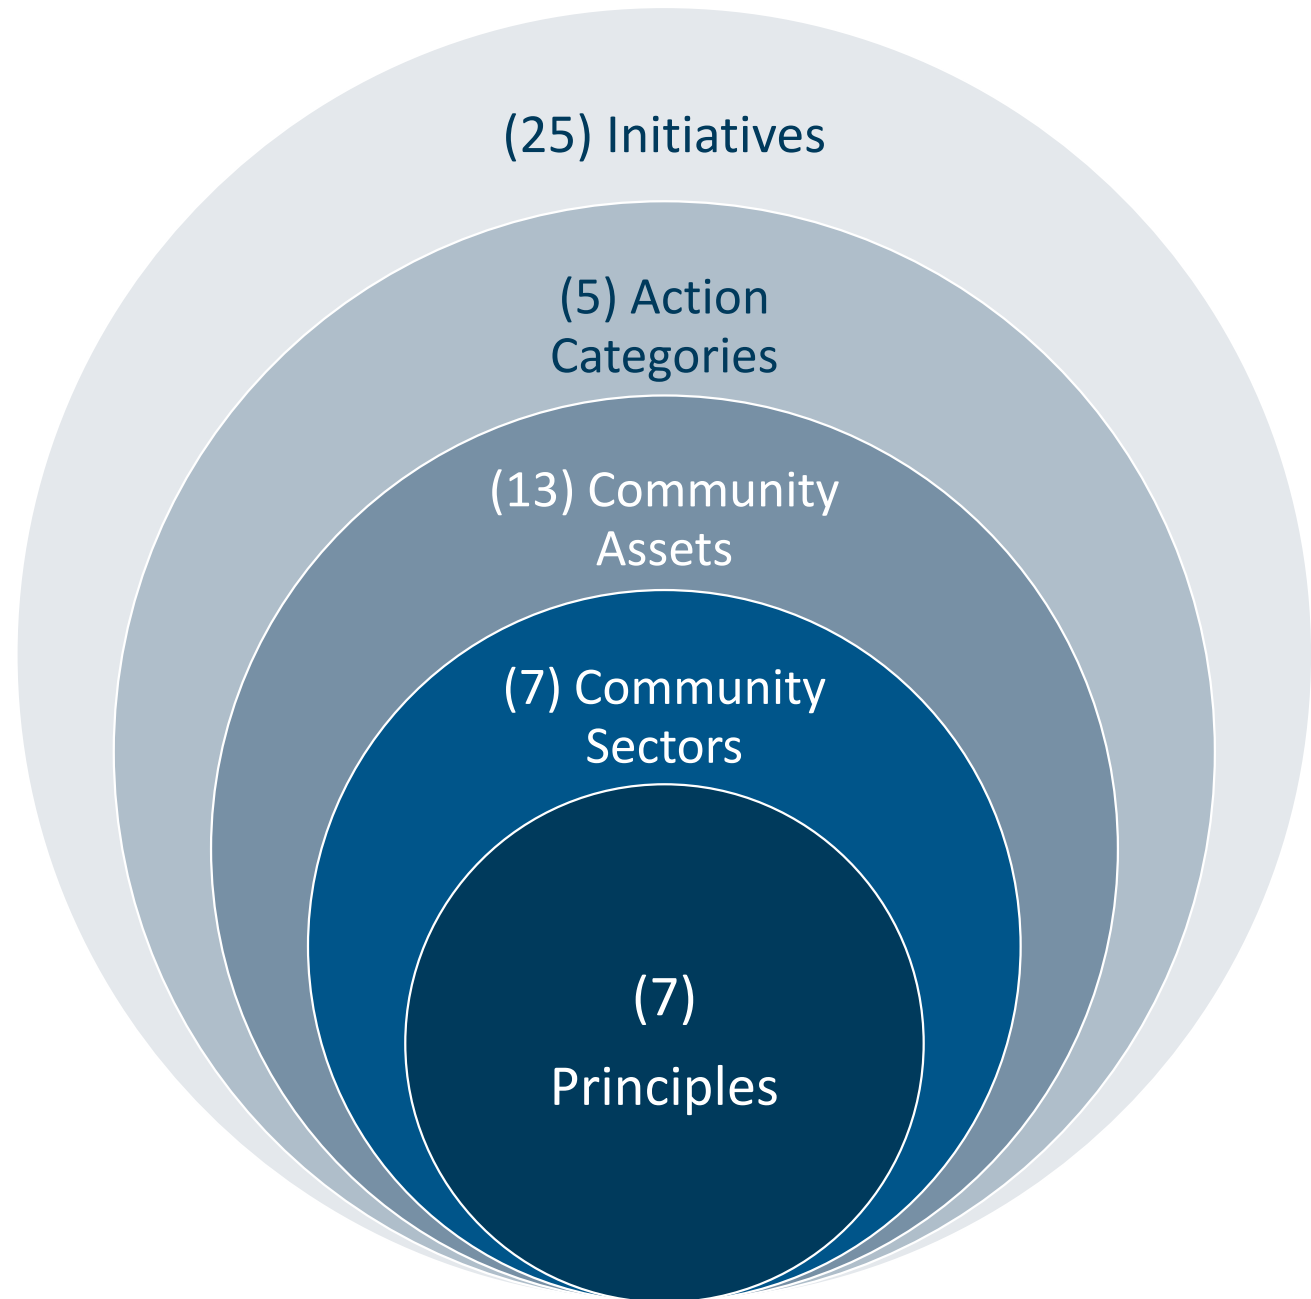 (25) Initiatives
(5) Action
Categories
(13) Community
Assets
(7) Community
Sectors
(7)
Principles